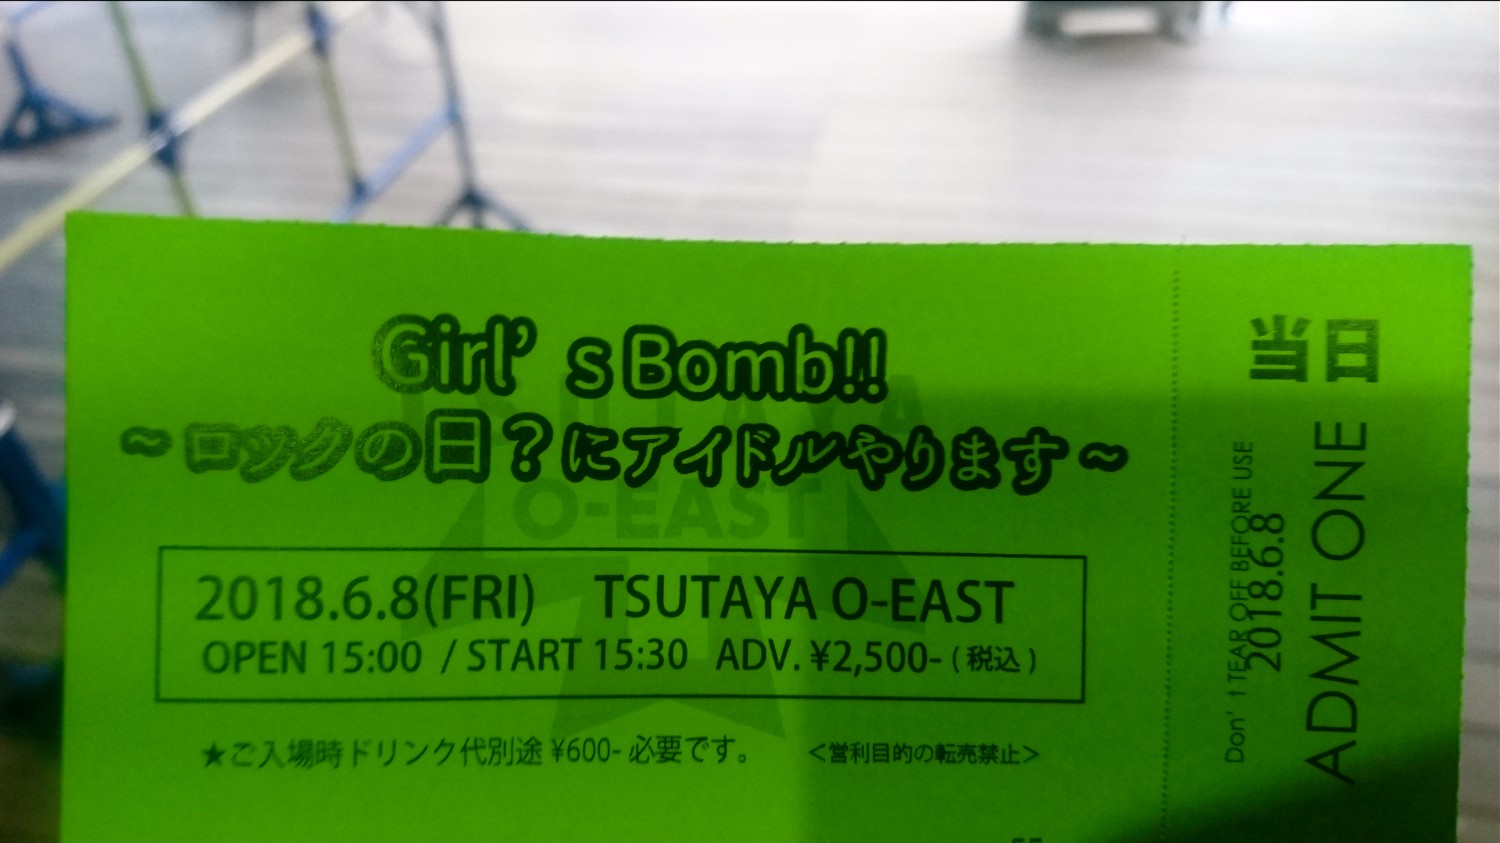 Girl’s Bomb!!
~ロックの日?にアイドルやります~
TSUTAYA
O-EAST
2018.6.8(FRI) TSUTAYA O-EAST
OPEN 15:00 / START 15:30 ADV. ¥2,500- (税込)
★ご入場時ドリンク代別途 ¥600- 必要です。 <営利目的の転売禁止>
当日
ADMIT ONE
2018.6.8
Don't TEAR OFF BEFORE USE